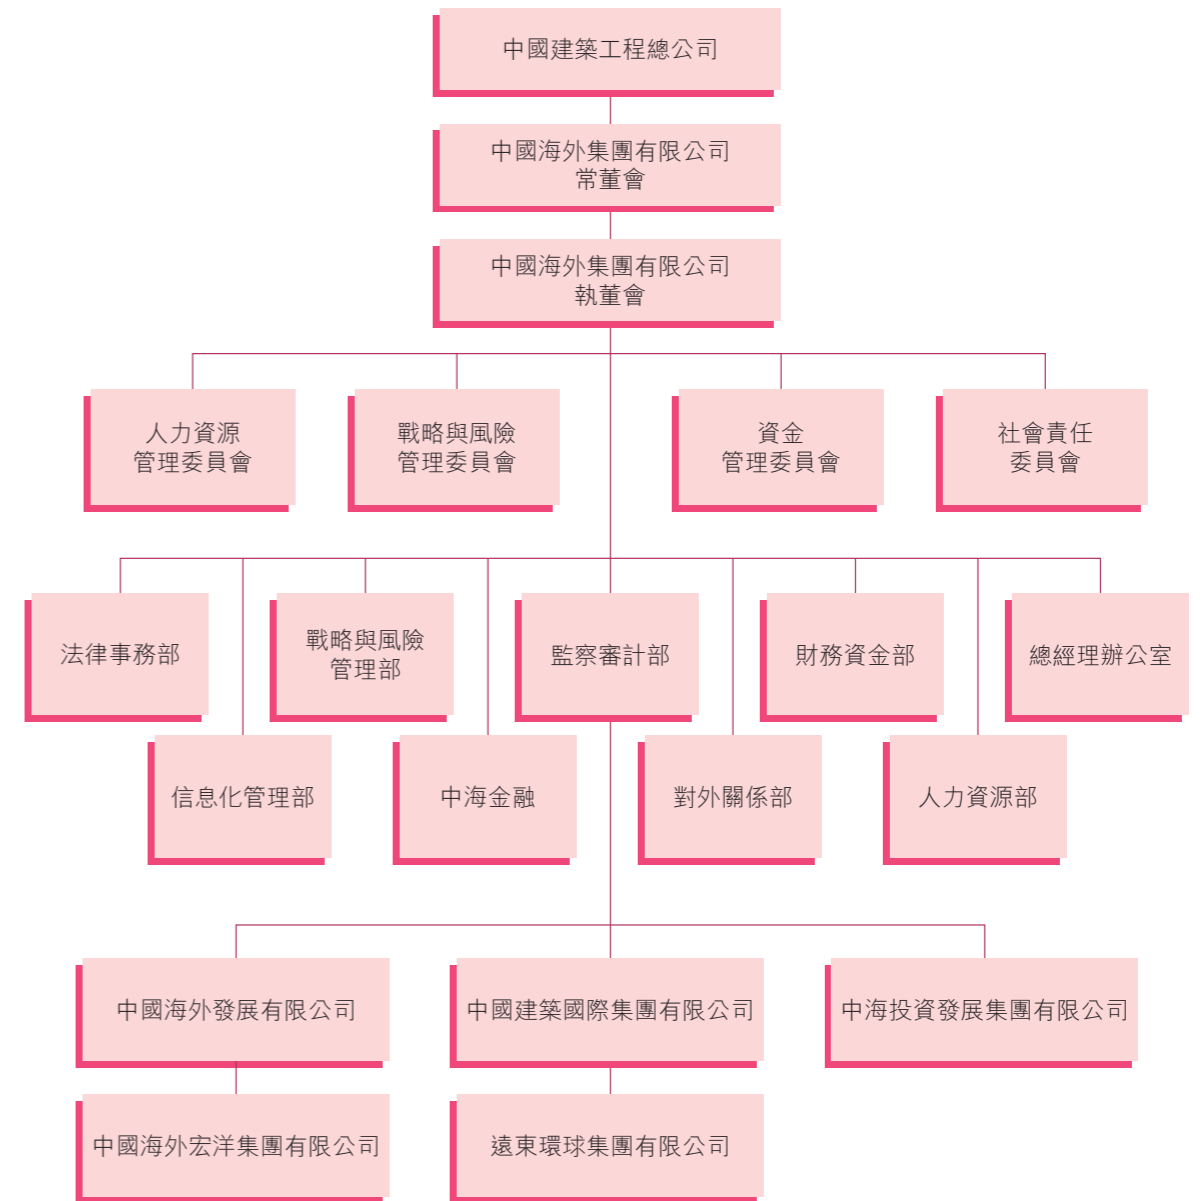 中國建築工程總公司
中國海外集團有限公司
常董會
中國海外集團有限公司
執董會
人力資源
管理委員會
戰略與風險
管理委員會
資金
管理委員會
社會責任
委員會
法律事務部
戰略與風險
管理部
監察審計部
財務資金部
總經理辦公室
信息化管理部
中海金融
對外關係部
人力資源部
中國海外發展有限公司
中國建築國際集團有限公司
中海投資發展集團有限公司
中國海外宏洋集團有限公司
遠東環球集團有限公司